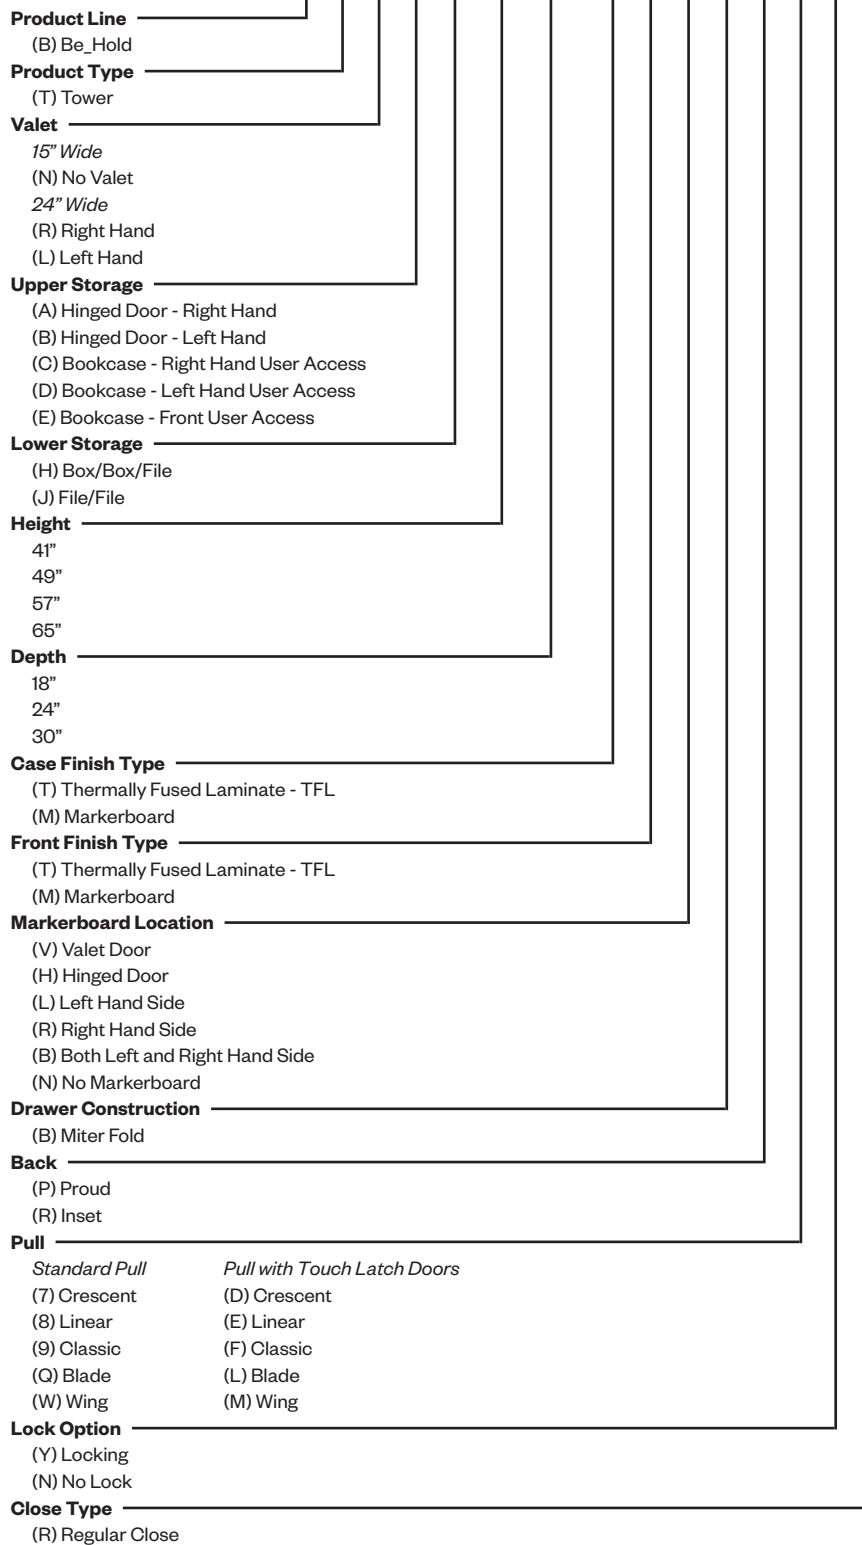 Product Line
(B) Be_Hold
Product Type
(T) Tower
Valet
15” Wide
(N) No Valet
24” Wide
(R) Right Hand
(L) Left Hand
Upper Storage
(A) Hinged Door - Right Hand
(B) Hinged Door - Left Hand
(C) Bookcase - Right Hand User Access
(D) Bookcase - Left Hand User Access
(E) Bookcase - Front User Access
Lower Storage
(H) Box/Box/File
(J) File/File
Height
41”
49”
57”
65”
Depth
18”
24”
30”
Case Finish Type
(T) Thermally Fused Laminate - TFL
(M) Markerboard
Front Finish Type
(T) Thermally Fused Laminate - TFL
(M) Markerboard
Markerboard Location
(V) Valet Door
(H) Hinged Door
(L) Left Hand Side
(R) Right Hand Side
(B) Both Left and Right Hand Side
(N) No Markerboard
Drawer Construction
(B) Miter Fold
Back
(P) Proud
(R) Inset
Pull
Standard Pull Pull with Touch Latch Doors
(7) Crescent (D) Crescent
(8) Linear (E) Linear
(9) Classic (F) Classic
(Q) Blade (L) Blade
(W) Wing (M) Wing
Lock Option
(Y) Locking
(N) No Lock
Close Type
(R) Regular Close